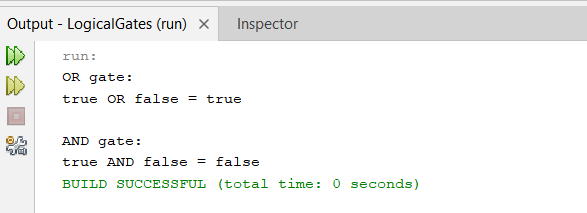 Output - LogicalGates (run) × Inspector
run:
OR gate:
true OR false = true
AND gate:
true AND false = false
BUILD SUCCESSFUL (total time: 0 seconds)